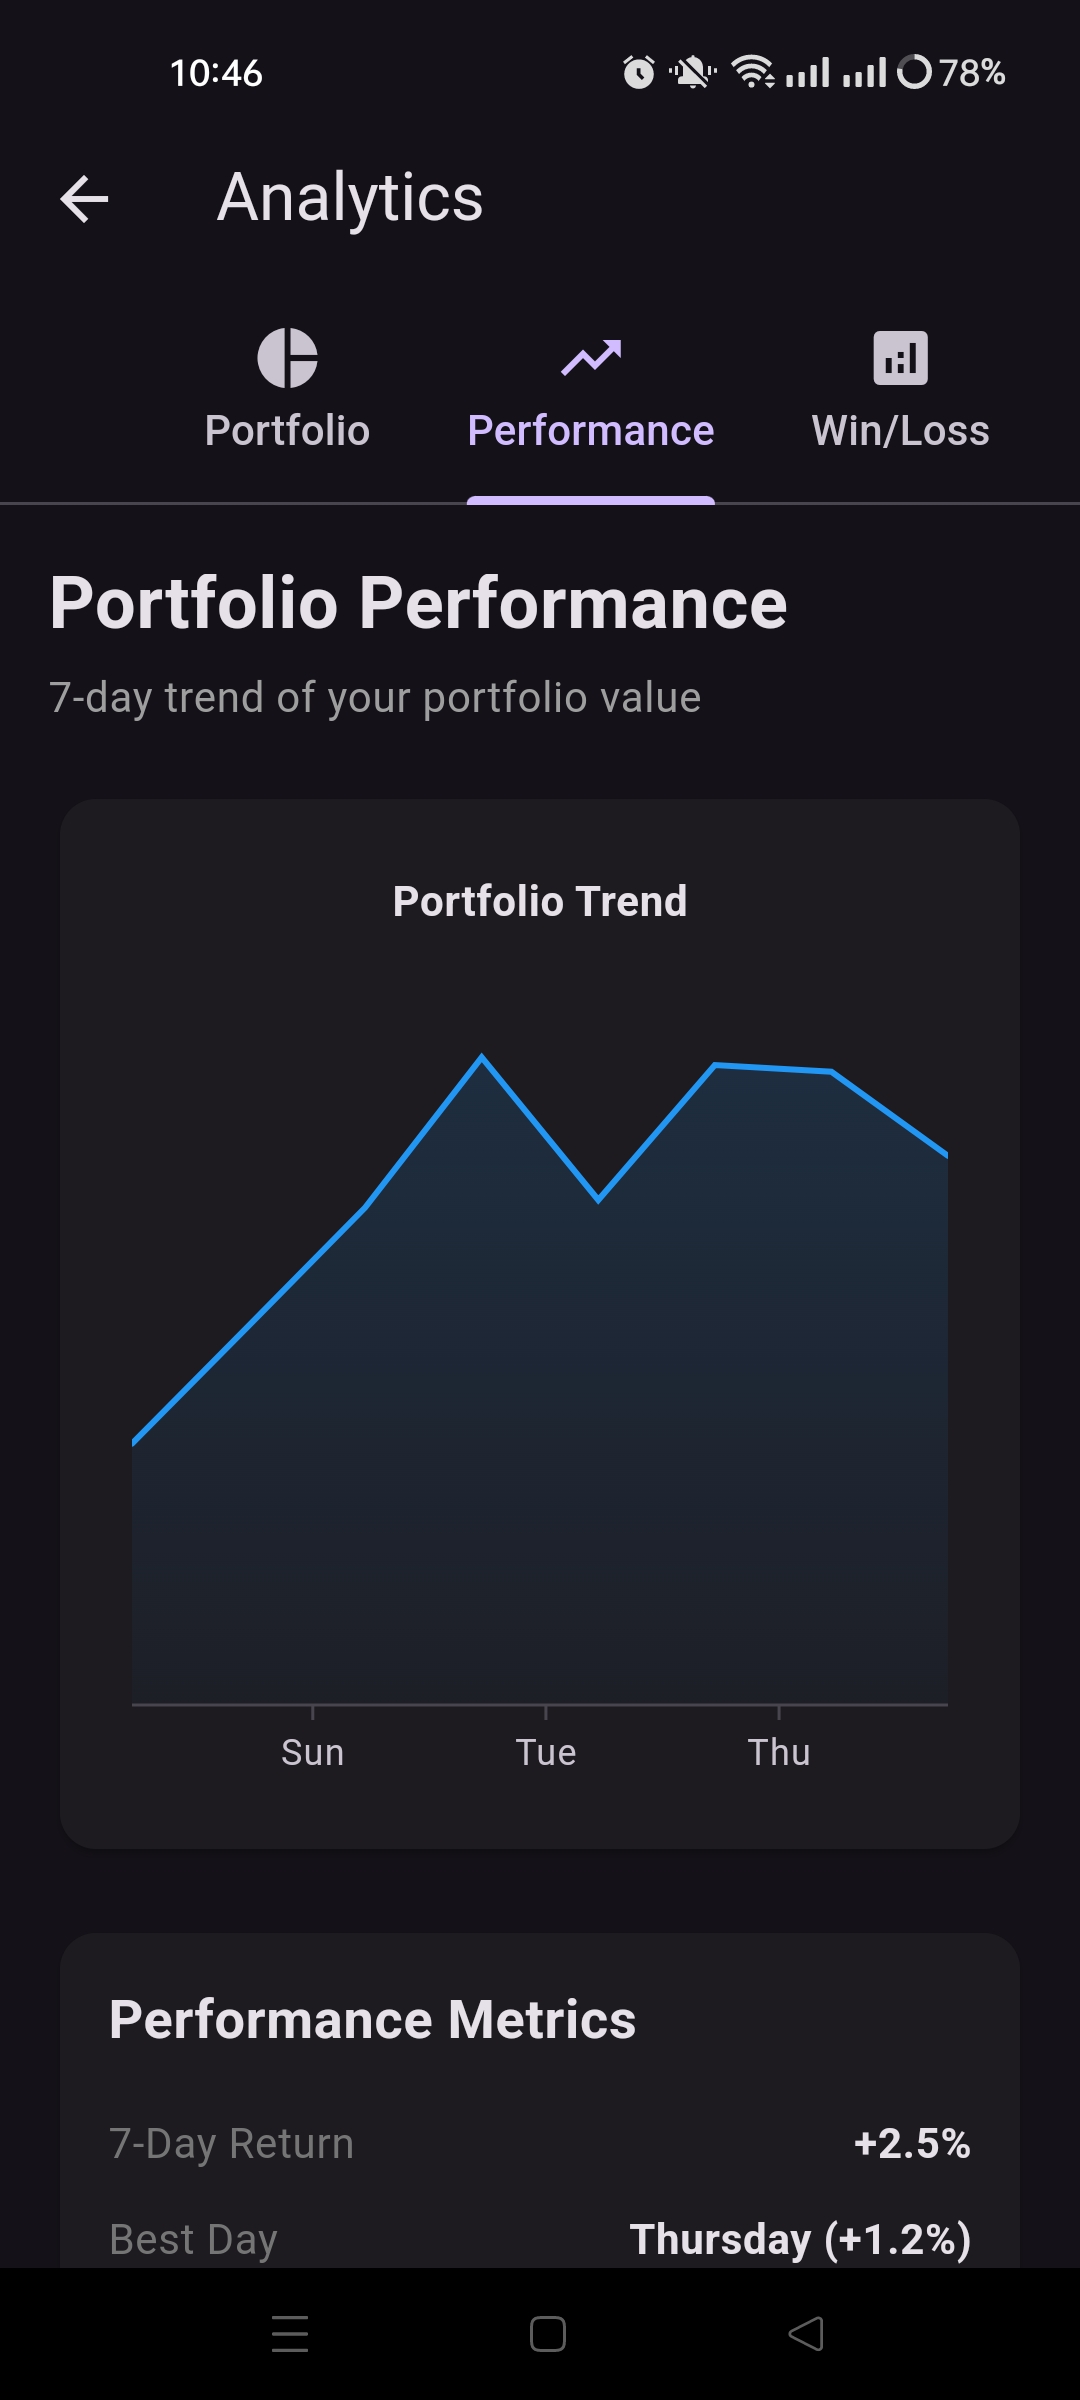 10:46 78%
Analytics
Portfolio Performance Win/Loss
Portfolio Performance
7-day trend of your portfolio value
Portfolio Trend
Sun Tue Thu
Performance Metrics
7-Day Return +2.5%
Best Day Thursday (+1.2%)